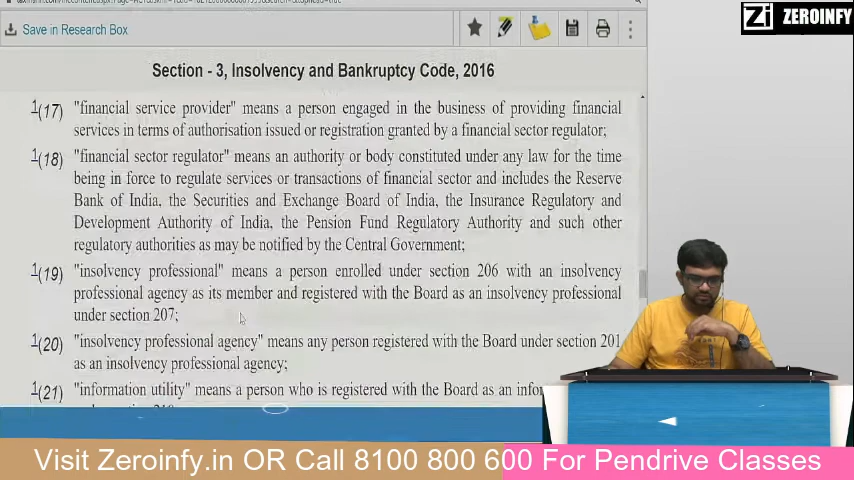 Zi ZEROINFY
Save in Research Box
Section - 3, Insolvency and Bankruptcy Code, 2016
1(17) "financial service provider" means a person engaged in the business of providing financial
services in terms of authorisation issued or registration granted by a financial sector regulator;
1(18) "financial sector regulator" means an authority or body constituted under any law for the time
being in force to regulate services or transactions of financial sector and includes the Reserve
Bank of India, the Securities and Exchange Board of India, the Insurance Regulatory and
Development Authority of India, the Pension Fund Regulatory Authority and such other
regulatory authorities as may be notified by the Central Government;
1(19) "insolvency professional" means a person enrolled under section 206 with an insolvency
professional agency as its member and registered with the Board as an insolvency professional
under section 207;
1(20) "insolvency professional agency" means any person registered with the Board under section 201
as an insolvency professional agency;
1(21) "information utility" means a person who is registered with the Board as an
Visit Zeroinfy.in OR Call 8100 800 600 For Pendrive Classes